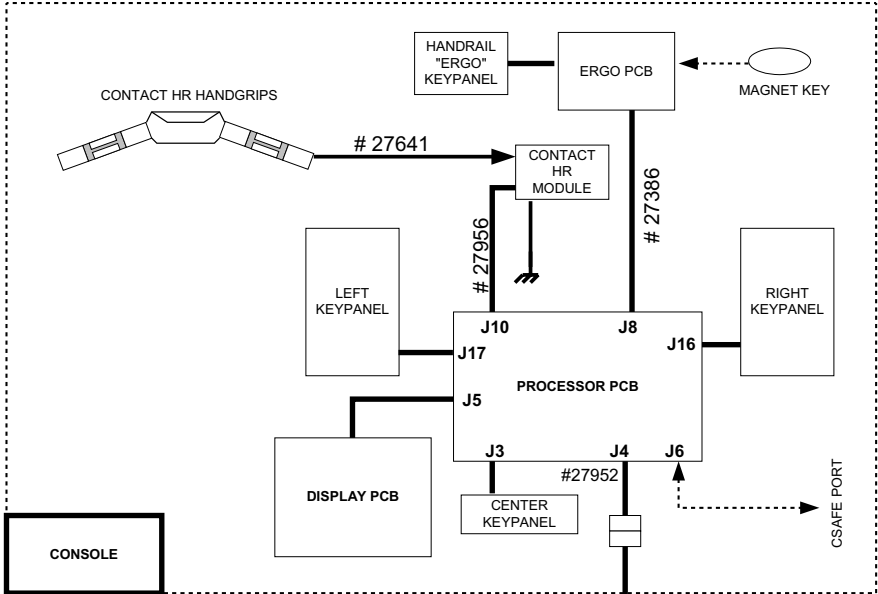 HANDRAIL
"ERGO"
KEYPANEL
ERGO PCB
MAGNET KEY
CONTACT HR HANDGRIPS
# 27641
CONTACT
HR
MODULE
# 27386
# 27956
LEFT
KEYPANEL
RIGHT
KEYPANEL
J10
J8
J17
J16
PROCESSOR PCB
J5
J3
J4
J6
#27952
DISPLAY PCB
CENTER
KEYPANEL
CSAFE PORT
CONSOLE